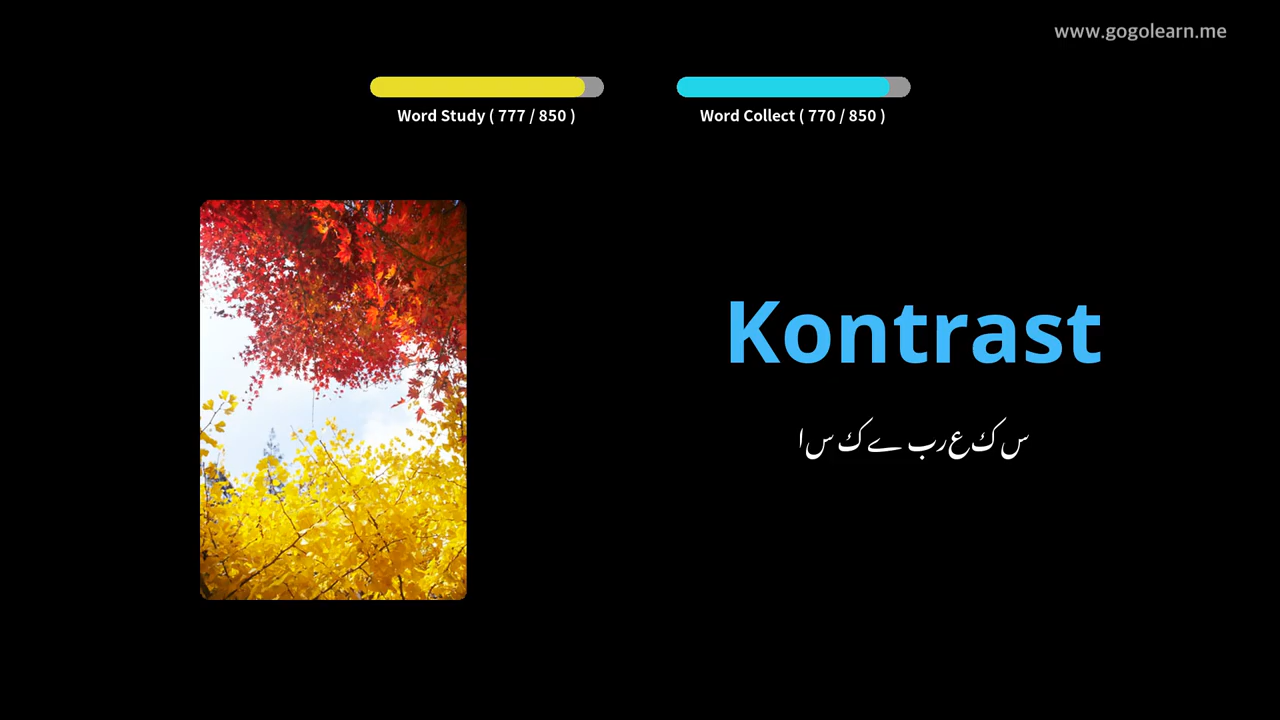 www.gogolearn.me
Word Study ( 777 / 850 )
Word Collect ( 770 / 850 )
Kontrast
س ک ع ر ب ے ک س ا